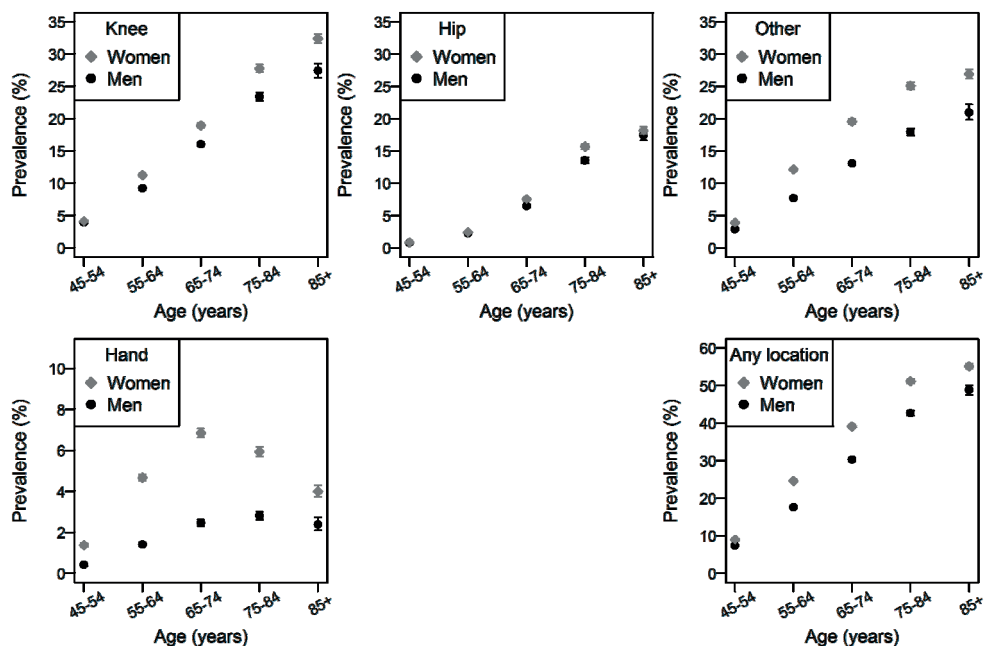 Knee
Women
Men
Prevalence (%)
35
30
25
20
15
10
5
0
45-54
55-64
65-74
75-84
85+
Age (years)
Hip
Women
Men
Prevalence (%)
35
30
25
20
15
10
5
0
45-54
55-64
65-74
75-84
85+
Age (years)
Other
Women
Men
Prevalence (%)
35
30
25
20
15
10
5
0
45-54
55-64
65-74
75-84
85+
Age (years)
Hand
Women
Men
Prevalence (%)
10
8
6
4
2
0
45-54
55-64
65-74
75-84
85+
Age (years)
Any location
Women
Men
Prevalence (%)
60
50
40
30
20
10
0
45-54
55-64
65-74
75-84
85+
Age (years)